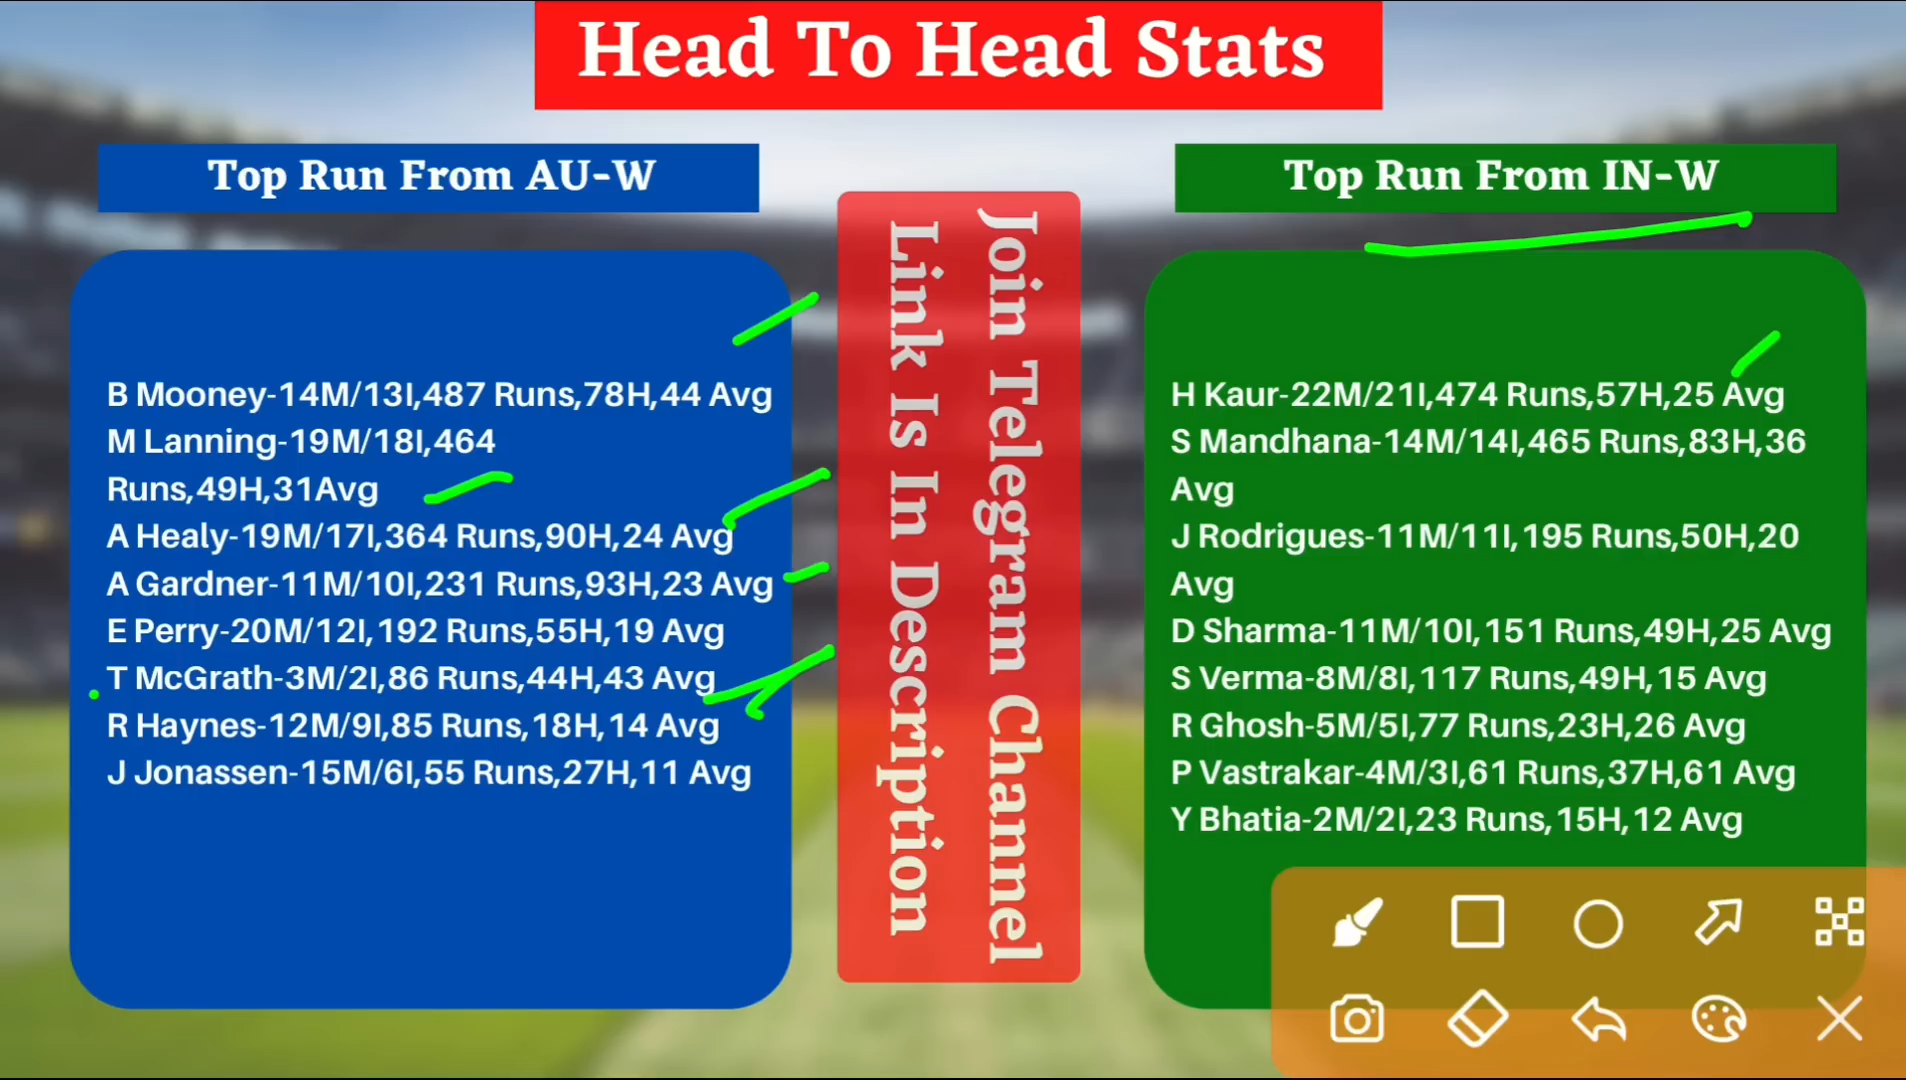 Head To Head Stats
Top Run From AU-W
B Mooney-14M/13I,487 Runs,78H,44 Avg
M Lanning-19M/18I,464
Runs,49H,31Avg
A Healy-19M/17I,364 Runs,90H,24 Avg
A Gardner-11M/10I,231 Runs,93H,23 Avg
E Perry-20M/12I,192 Runs,55H,19 Avg
T McGrath-3M/2I,86 Runs,44H,43 Avg
R Haynes-12M/9I,85 Runs,18H,14 Avg
J Jonassen-15M/6I,55 Runs,27H,11 Avg
Join Telegram Channel
Link Is In Description
Top Run From IN-W
H Kaur-22M/21I,474 Runs,57H,25 Avg
S Mandhana-14M/14I,465 Runs,83H,36
Avg
J Rodrigues-11M/11I,195 Runs,50H,20
Avg
D Sharma-11M/10I,151 Runs,49H,25 Avg
S Verma-8M/8I,117 Runs,49H,15 Avg
R Ghosh-5M/5I,77 Runs,23H,26 Avg
P Vastrakar-4M/3I,61 Runs,37H,61 Avg
Y Bhatia-2M/2I,23 Runs,15H,12 Avg